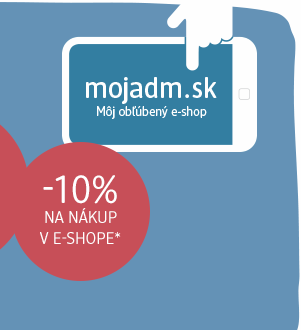 mojadm.sk
Môj obľúbený e-shop
-10%
NA NÁKUP
V E-SHOPE*